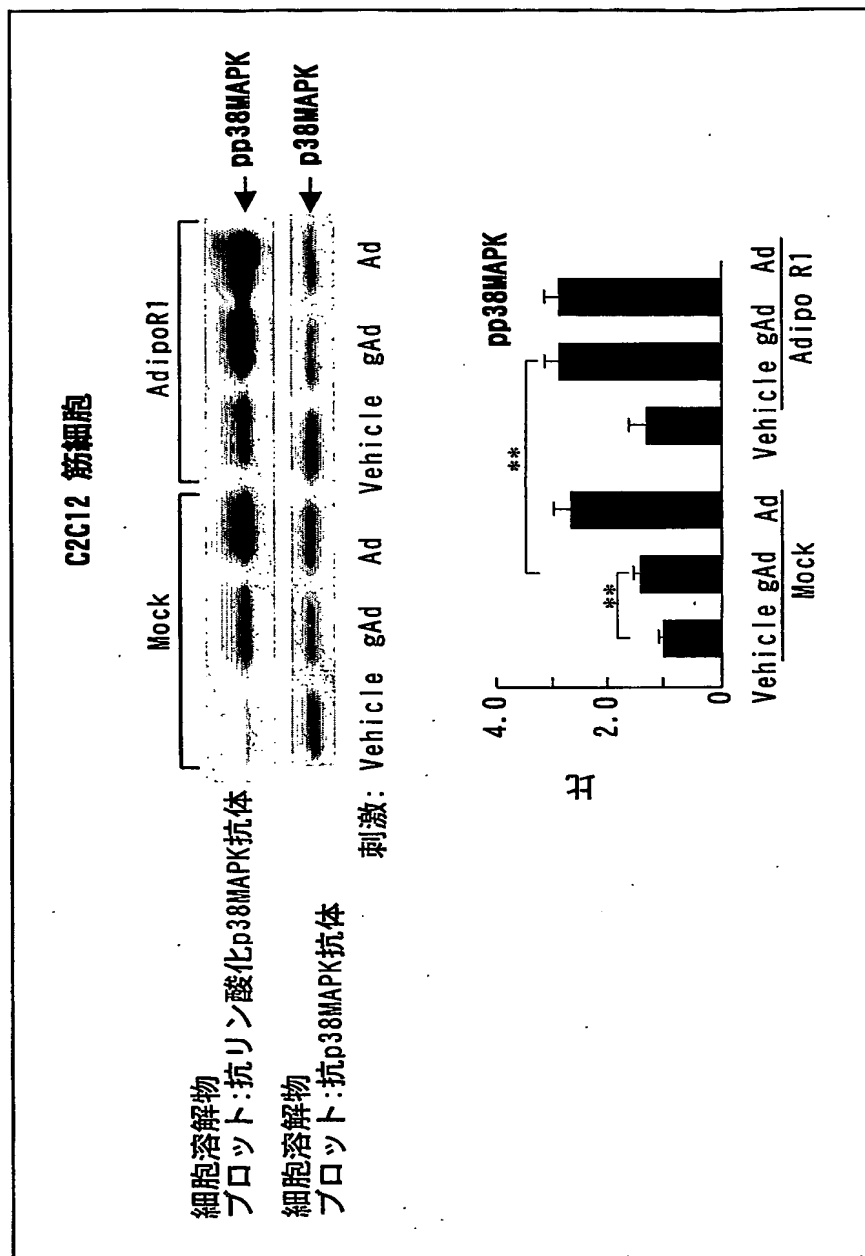 C2C12 筋細胞
Mock
AdipoR1
細胞溶解物
ブロット:抗リン酸化p38MAPK抗体
pp38MAPK
細胞溶解物
ブロット:抗p38MAPK抗体
p38MAPK
刺激: Vehicle gAd Ad Vehicle gAd Ad
pp38MAPK
比
4.0
2.0
0
**
**
Vehicle gAd Ad Vehicle gAd Ad
Mock Adipo R1